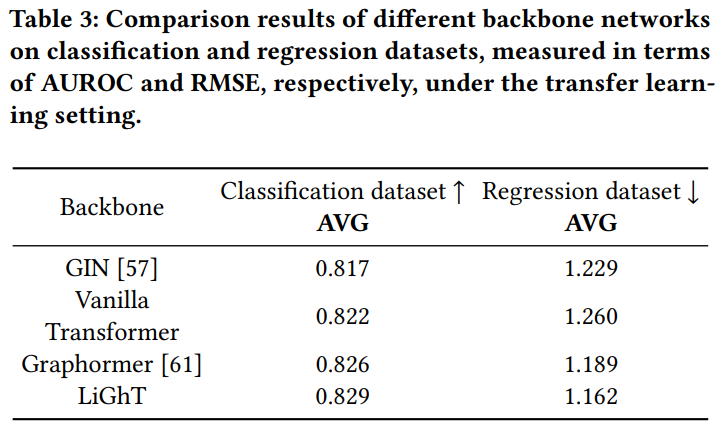 Table 3: Comparison results of different backbone networks
on classification and regression datasets, measured in terms
of AUROC and RMSE, respectively, under the transfer learn-
ing setting.
Backbone Classification dataset ↑ Regression dataset ↓
AVG AVG
GIN [57] 0.817 1.229
Vanilla
Transformer 0.822 1.260
Graphormer [61] 0.826 1.189
LiGhT 0.829 1.162